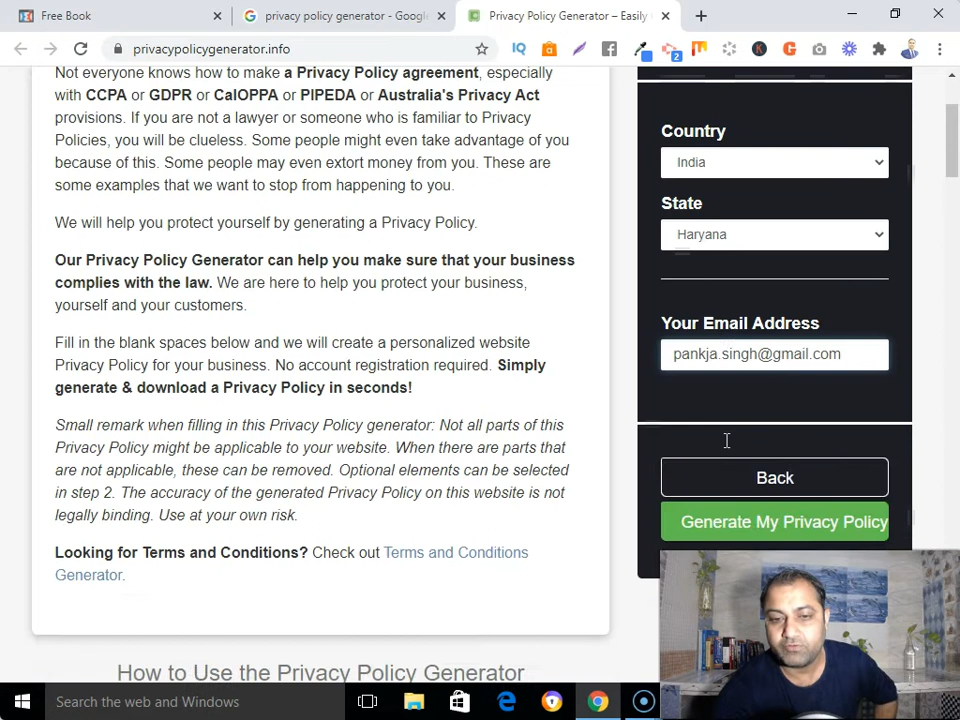 Free Book
privacy policy generator - Google
Privacy Policy Generator – Easily
privacypolicygenerator.info
2
Not everyone knows how to make a Privacy Policy agreement, especially
with CCPA or GDPR or CalOPPA or PIPEDA or Australia's Privacy Act
provisions. If you are not a lawyer or someone who is familiar to Privacy
Policies, you will be clueless. Some people might even take advantage of you
because of this. Some people may even extort money from you. These are
some examples that we want to stop from happening to you.
We will help you protect yourself by generating a Privacy Policy.
Our Privacy Policy Generator can help you make sure that your business
complies with the law. We are here to help you protect your business,
yourself and your customers.
Fill in the blank spaces below and we will create a personalized website
Privacy Policy for your business. No account registration required. Simply
generate & download a Privacy Policy in seconds!
Small remark when filling in this Privacy Policy generator: Not all parts of this
Privacy Policy might be applicable to your website. When there are parts that
are not applicable, these can be removed. Optional elements can be selected
in step 2. The accuracy of the generated Privacy Policy on this website is not
legally binding. Use at your own risk.
Looking for Terms and Conditions? Check out Terms and Conditions
Generator.
How to Use the Privacy Policy Generator
Country
India
State
Haryana
Your Email Address
pankja.singh@gmail.com
Back
Generate My Privacy Policy
Search the web and Windows